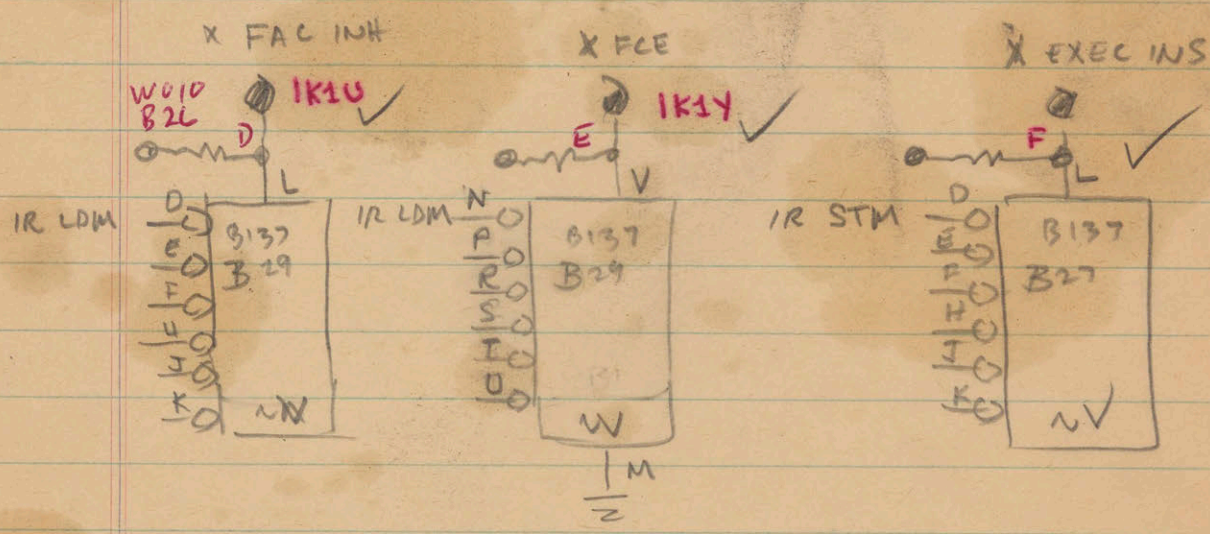 X FAC INH
X FCE
X EXEC INS
W010
B26
1K1U
1K1Y
D
E
F
L
V
L
IR LDM
D
E
F
H
J
K
B137
B29
IR LDM
N
P
R
S
T
U
B137
B29
M
IR STM
D
E
F
H
J
K
B137
B27